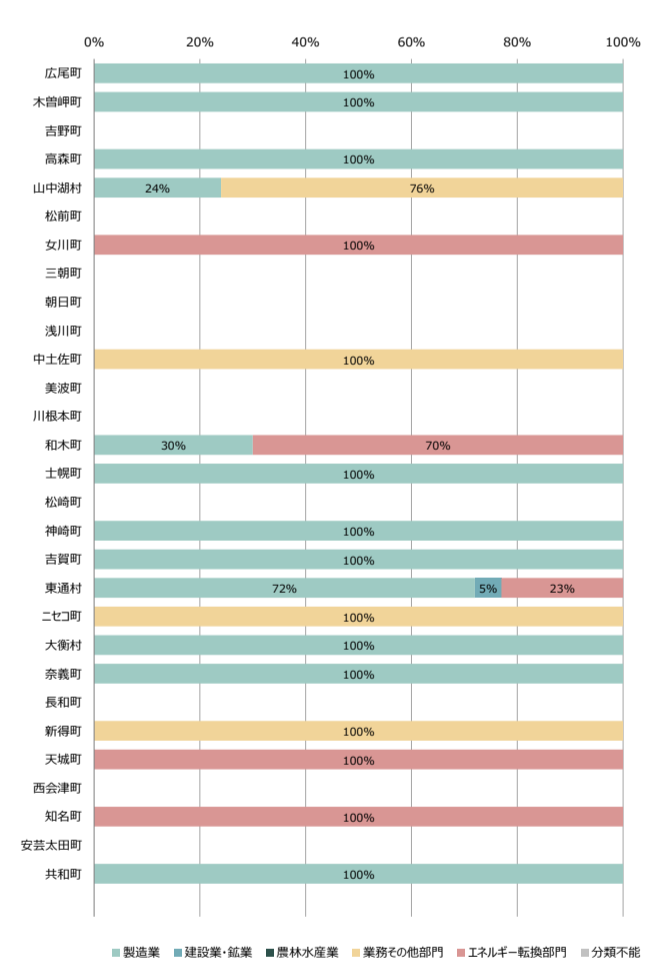 0% 20% 40% 60% 80% 100%
広尾町 100%
木曽岬町 100%
吉野町
高森町 100%
山中湖村 24% 76%
松前町
女川町 100%
三朝町
朝日町
浅川町
中土佐町 100%
美波町
川根本町
和木町 30% 70%
士幌町 100%
松崎町
神崎町 100%
吉賀町 100%
東通村 72% 5% 23%
ニセコ町 100%
大衡村 100%
奈義町 100%
長和町
新得町 100%
天城町 100%
西会津町
知名町 100%
安芸太田町
共和町 100%
製造業 建設業・鉱業 農林水産業 業務その他部門 エネルギー転換部門 分類不能